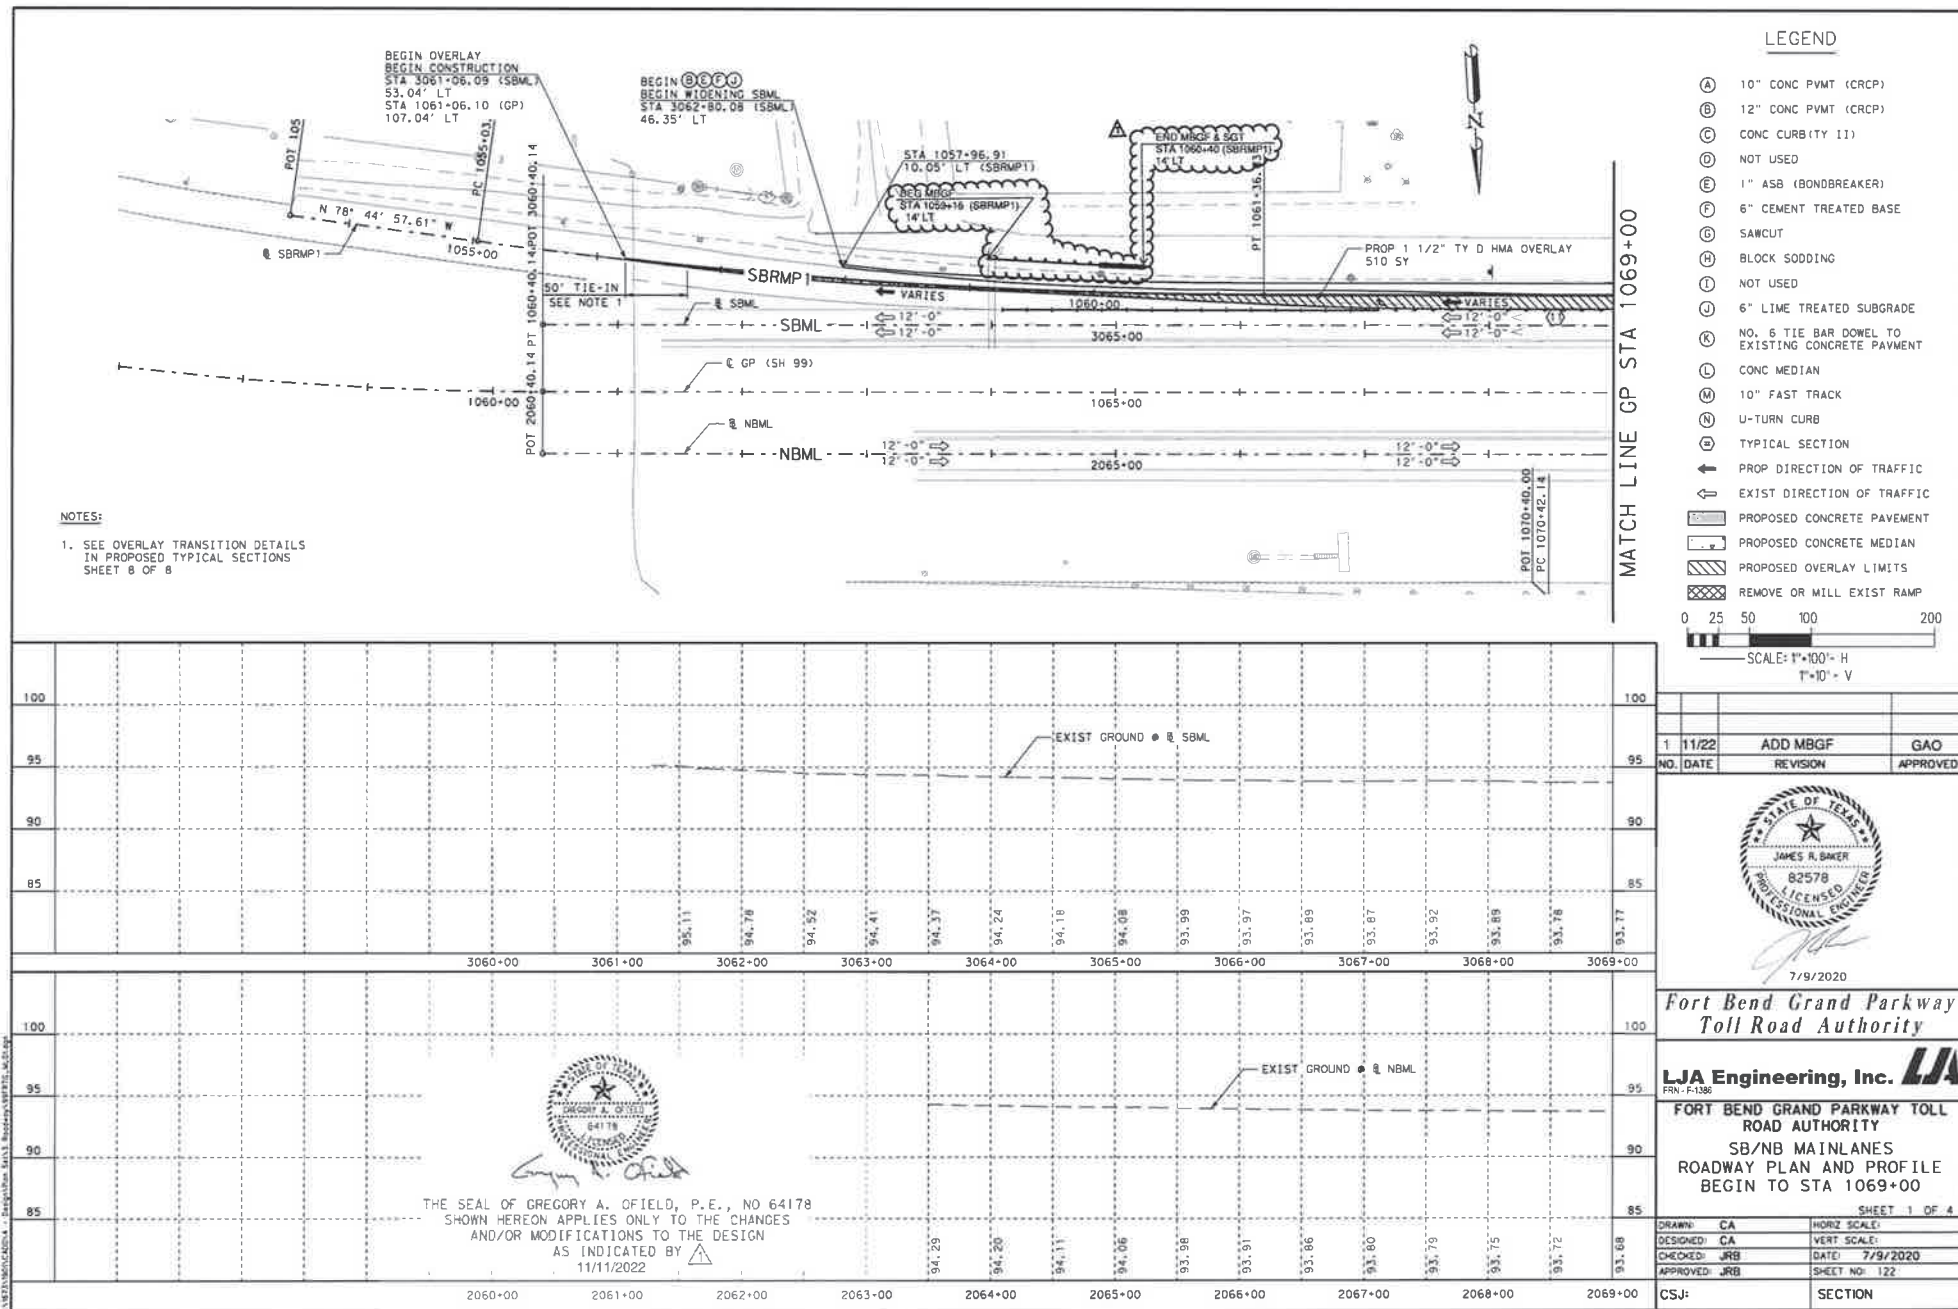 BEGIN OVERLAY
BEGIN CONSTRUCTION
STA 3061+06.09 (SBML)
53.04' LT
STA 1061+06.10 (GP)
107.04' LT
BEGIN B E F J
BEGIN WIDENING SBML
STA 3062+80.08 (SBML)
46.35' LT
STA 1057+96.91
10.05' LT (SBRMP1)
BEG MBGF
STA 1059+16 (SBRMP1)
14' LT
1
END MBGF & SGT
STA 1060+40 (SBRMP1)
14' LT
PT 1061+36.
PROP 1 1/2" TY D HMA OVERLAY
510 SY
N
POT 105
PC 1055+03.
N 78° 44' 57.61" W
1055+00
℄ SBRMP1
POT 2060+40.14 PT 1060+40.14 POT 3060+40.14
50' TIE-IN
SEE NOTE 1
SBRMP1
VARIES
1060+00
VARIES
℄ SBML
SBML
12'-0"
12'-0"
3065+00
12'-0"
12'-0"
℄ GP (SH 99)
1060+00
1065+00
℄ NBML
NBML
12'-0"
12'-0"
2065+00
12'-0"
12'-0"
POT 1070+40.00
PC 1070+42.14
MATCH LINE GP STA 1069+00
NOTES:
1. SEE OVERLAY TRANSITION DETAILS
IN PROPOSED TYPICAL SECTIONS
SHEET 8 OF 8
LEGEND
A 10" CONC PVMT (CRCP)
B 12" CONC PVMT (CRCP)
C CONC CURB(TY II)
D NOT USED
E 1" ASB (BONDBREAKER)
F 6" CEMENT TREATED BASE
G SAWCUT
H BLOCK SODDING
I NOT USED
J 6" LIME TREATED SUBGRADE
K NO. 6 TIE BAR DOWEL TO
EXISTING CONCRETE PAVMENT
L CONC MEDIAN
M 10" FAST TRACK
N U-TURN CURB
# TYPICAL SECTION
PROP DIRECTION OF TRAFFIC
EXIST DIRECTION OF TRAFFIC
PROPOSED CONCRETE PAVEMENT
PROPOSED CONCRETE MEDIAN
PROPOSED OVERLAY LIMITS
REMOVE OR MILL EXIST RAMP
0 25 50 100 200
SCALE: 1"=100'- H
1"=10'- V
100 100
95 95
90 90
85 85
EXIST GROUND @ ℄ SBML
95.11 94.78 94.52 94.41 94.37 94.24 94.18 94.08 93.99 93.97 93.89 93.87 93.92 93.89 93.78 93.77
3060+00 3061+00 3062+00 3063+00 3064+00 3065+00 3066+00 3067+00 3068+00 3069+00
100 100
95 95
90 90
85 85
EXIST GROUND @ ℄ NBML
94.29 94.20 94.11 94.06 93.98 93.91 93.86 93.80 93.79 93.75 93.72 93.68
2060+00 2061+00 2062+00 2063+00 2064+00 2065+00 2066+00 2067+00 2068+00 2069+00
STATE OF TEXAS
GREGORY A. OFIELD
64178
LICENSED
PROFESSIONAL ENGINEER
THE SEAL OF GREGORY A. OFIELD, P.E., NO 64178
SHOWN HEREON APPLIES ONLY TO THE CHANGES
AND/OR MODIFICATIONS TO THE DESIGN
AS INDICATED BY 1
11/11/2022
1 11/22 ADD MBGF GAO
NO. DATE REVISION APPROVED
STATE OF TEXAS
JAMES R. BAKER
82578
LICENSED
PROFESSIONAL ENGINEER
7/9/2020
Fort Bend Grand Parkway
Toll Road Authority
LJA Engineering, Inc. LJA
FRN - F-1386
FORT BEND GRAND PARKWAY TOLL
ROAD AUTHORITY
SB/NB MAINLANES
ROADWAY PLAN AND PROFILE
BEGIN TO STA 1069+00
SHEET 1 OF 4
DRAWN: CA HORIZ SCALE:
DESIGNED: CA VERT SCALE:
CHECKED: JRB DATE: 7/9/2020
APPROVED: JRB SHEET NO: 122
CSJ: SECTION